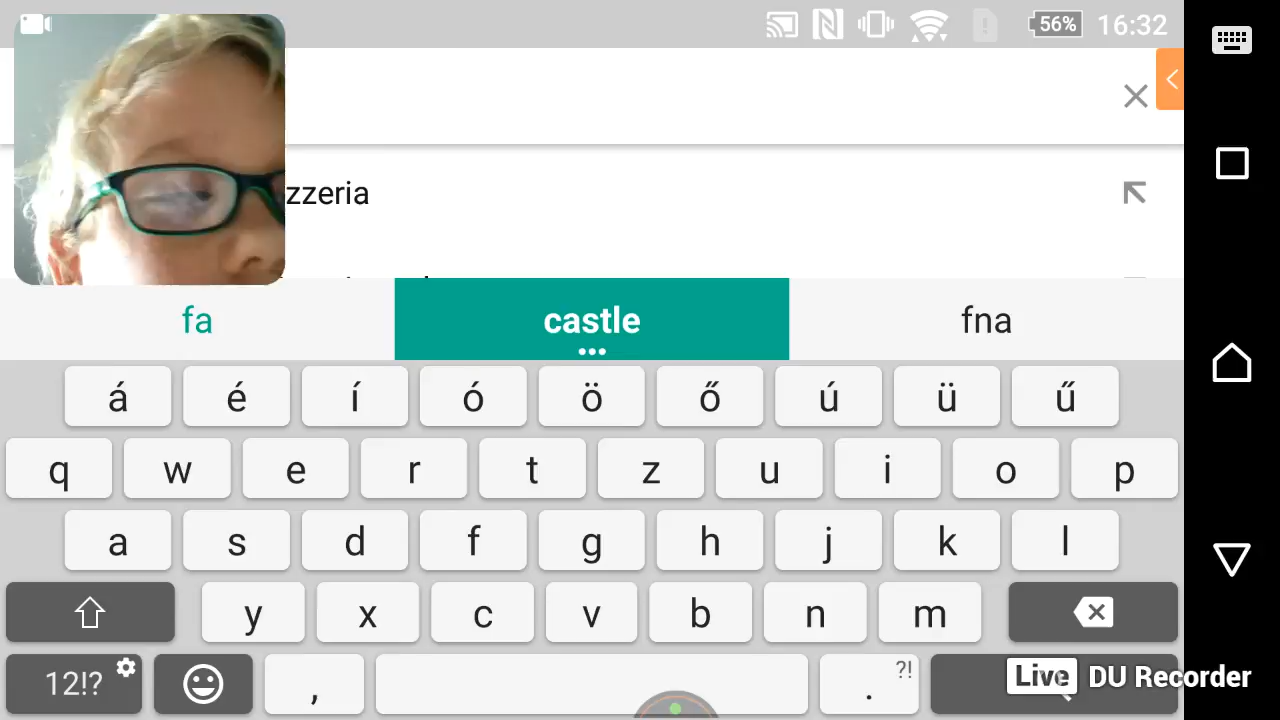 56% 16:32
zzeria
fa castle fna
á é í ó ö ő ú ü ű
q w e r t z u i o p
a s d f g h j k l
y x c v b n m
12!? , . ?!
Live DU Recorder